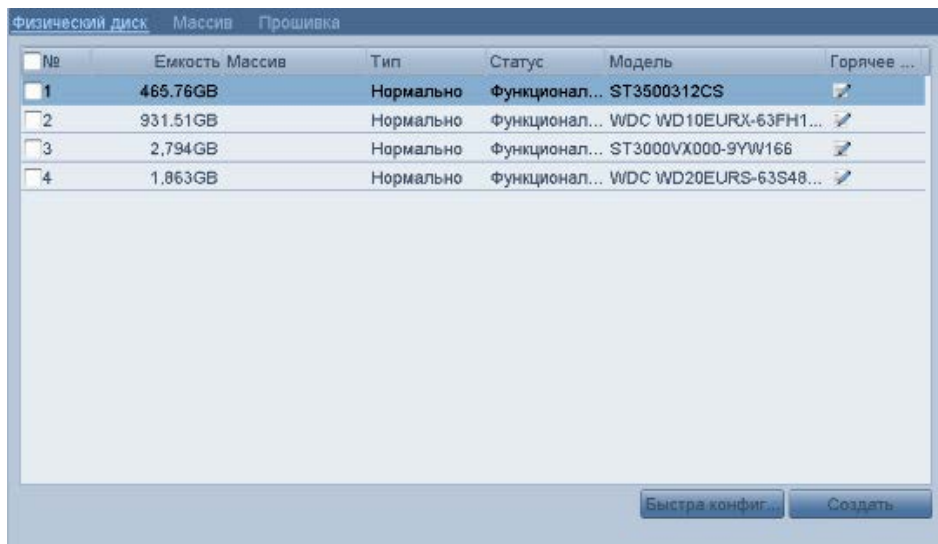 Физический диск Массив Прошивка
№ Емкость Массив Тип Статус Модель Горячее ...
1 465.76GB Нормально Функционал... ST3500312CS
2 931.51GB Нормально Функционал... WDC WD10EURX-63FH1...
3 2,794GB Нормально Функционал... ST3000VX000-9YW166
4 1,863GB Нормально Функционал... WDC WD20EURS-63S48...
Быстра конфиг... Создать